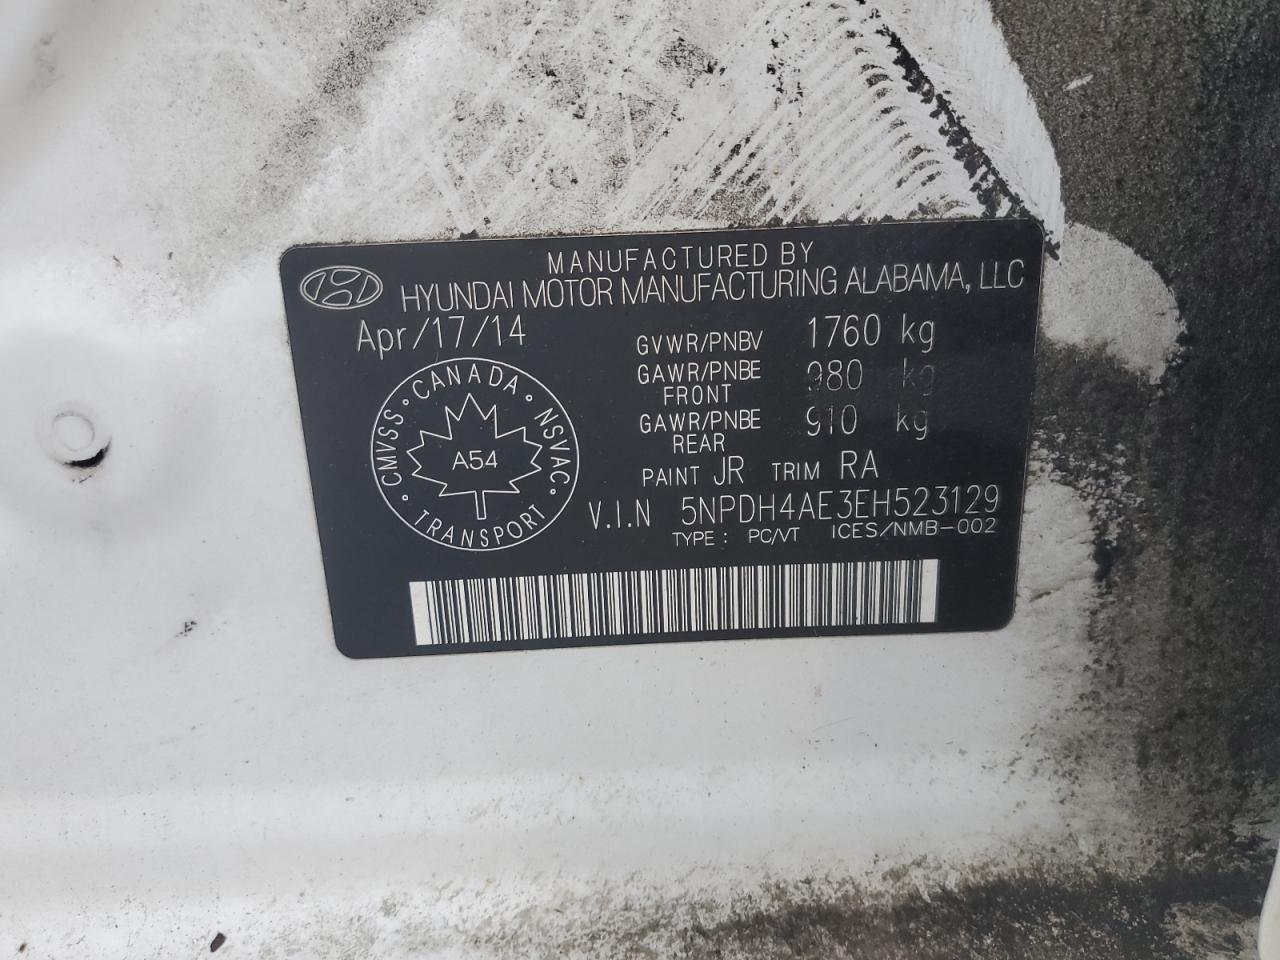 MANUFACTURED BY
HYUNDAI MOTOR MANUFACTURING ALABAMA, LLC
Apr/17/14
GVWR/PNBV 1760 kg
GAWR/PNBE 980 kg
FRONT
GAWR/PNBE 910 kg
REAR
PAINT JR TRIM RA
V.I.N 5NPDH4AE3EH523129
TYPE: PC/VT ICES/NMB-002
CMVSS · CANADA · NSVAC · TRANSPORT ·
A54